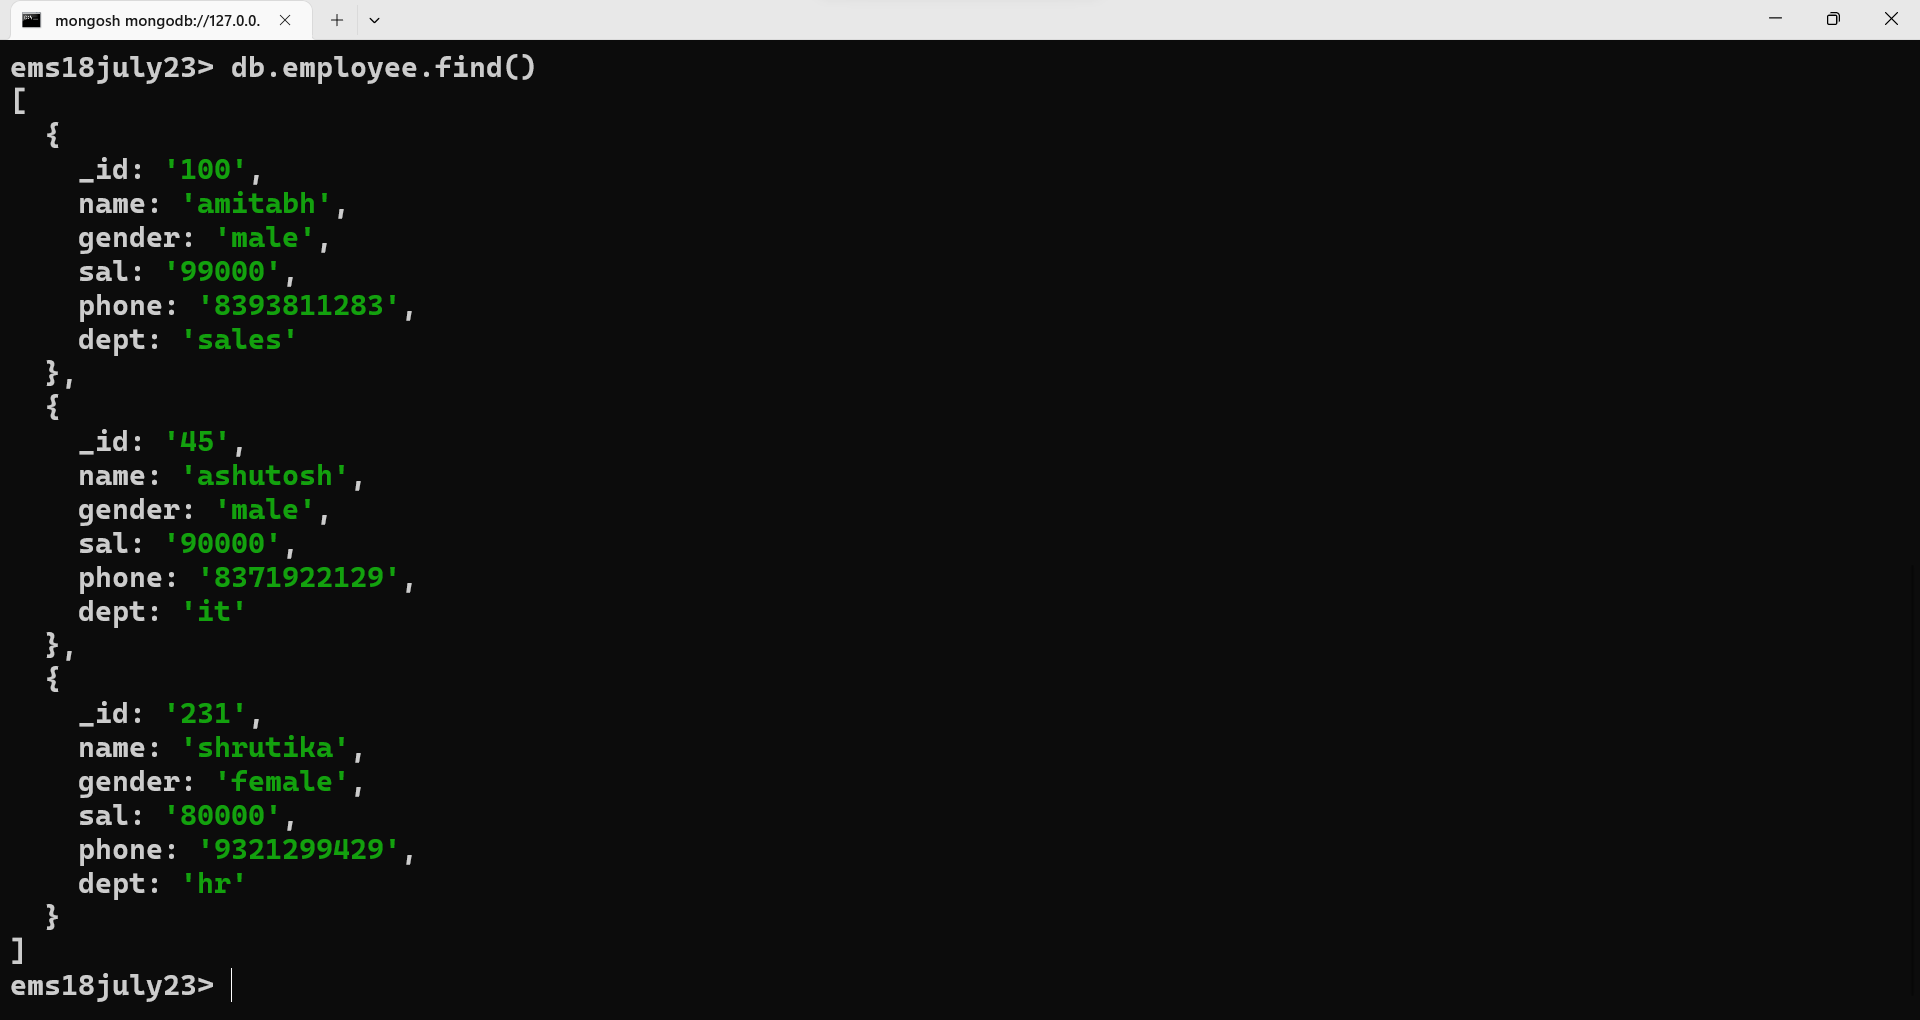 mongosh mongodb://127.0.0.
ems18july23> db.employee.find()
[
  {
    _id: '100',
    name: 'amitabh',
    gender: 'male',
    sal: '99000',
    phone: '8393811283',
    dept: 'sales'
  },
  {
    _id: '45',
    name: 'ashutosh',
    gender: 'male',
    sal: '90000',
    phone: '8371922129',
    dept: 'it'
  },
  {
    _id: '231',
    name: 'shrutika',
    gender: 'female',
    sal: '80000',
    phone: '9321299429',
    dept: 'hr'
  }
]
ems18july23>